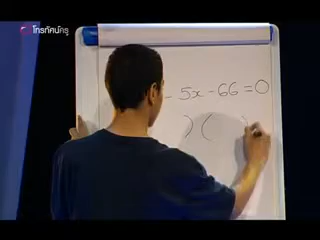 โทรทัศน์ครู
- 5x - 66 = 0
) (     )